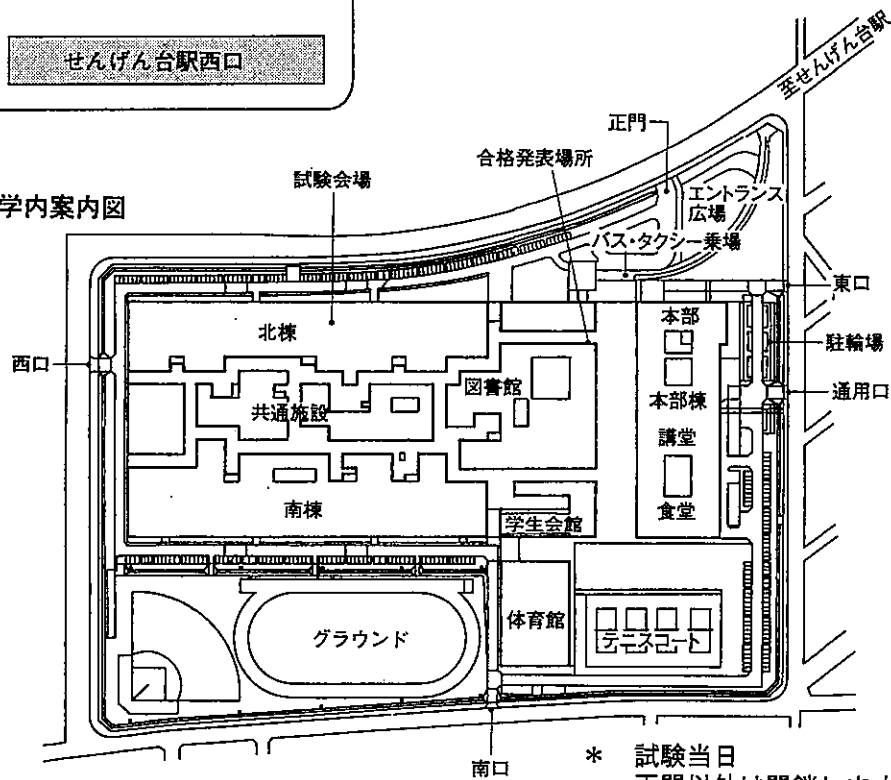 せんげん台駅西口
至せんげん台駅
正門
合格発表場所
試験会場
学内案内図
エントランス
広場
バス・タクシー乗場
東口
本部
北棟
駐輪場
西口
図書館
通用口
本部棟
共通施設
講堂
南棟
食堂
学生会館
体育館
グラウンド
テニスコート
* 試験当日
南口